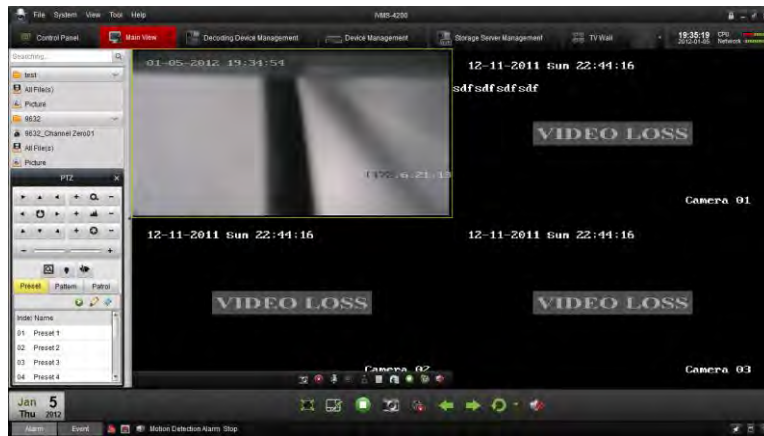 File System View Tool Help iVMS-4200
Control Panel Main View Decoding Device Management Device Management Storage Server Management TV Wall 19:35:19 2012-01-05 CPU Network
Searching...
test
All File(s)
Picture
9632
9632_Channel Zero01
All File(s)
Picture
PTZ
Preset Pattern Patrol
Index Name
01 Preset 1
02 Preset 2
03 Preset 3
04 Preset 4
01-05-2012 19:34:54
12-11-2011 Sun 22:44:16
sdfsdfsdfsdf
VIDEO LOSS
Camera 01
12-11-2011 Sun 22:44:16
VIDEO LOSS
Camera 02
12-11-2011 Sun 22:44:16
VIDEO LOSS
Camera 03
Jan 5
Thu 2012
Alarm Event Motion Detection Alarm Stop